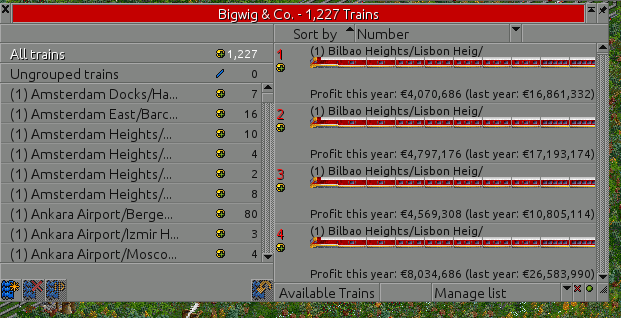 Bigwig & Co. - 1,227 Trains
Sort by Number
All trains 1,227
Ungrouped trains 0
(1) Amsterdam Docks/Ha... 7
(1) Amsterdam East/Barc... 16
(1) Amsterdam Heights/... 10
(1) Amsterdam Heights/... 4
(1) Amsterdam Heights/... 2
(1) Amsterdam Heights/... 8
(1) Ankara Airport/Berge... 80
(1) Ankara Airport/Izmir H... 3
(1) Ankara Airport/Mosco... 4
1 (1) Bilbao Heights/Lisbon Heig/
Profit this year: €4,070,686 (last year: €16,861,332)
2 (1) Bilbao Heights/Lisbon Heig/
Profit this year: €4,797,176 (last year: €17,193,174)
3 (1) Bilbao Heights/Lisbon Heig/
Profit this year: €4,569,308 (last year: €10,805,114)
4 (1) Bilbao Heights/Lisbon Heig/
Profit this year: €8,034,686 (last year: €26,583,990)
Available Trains Manage list